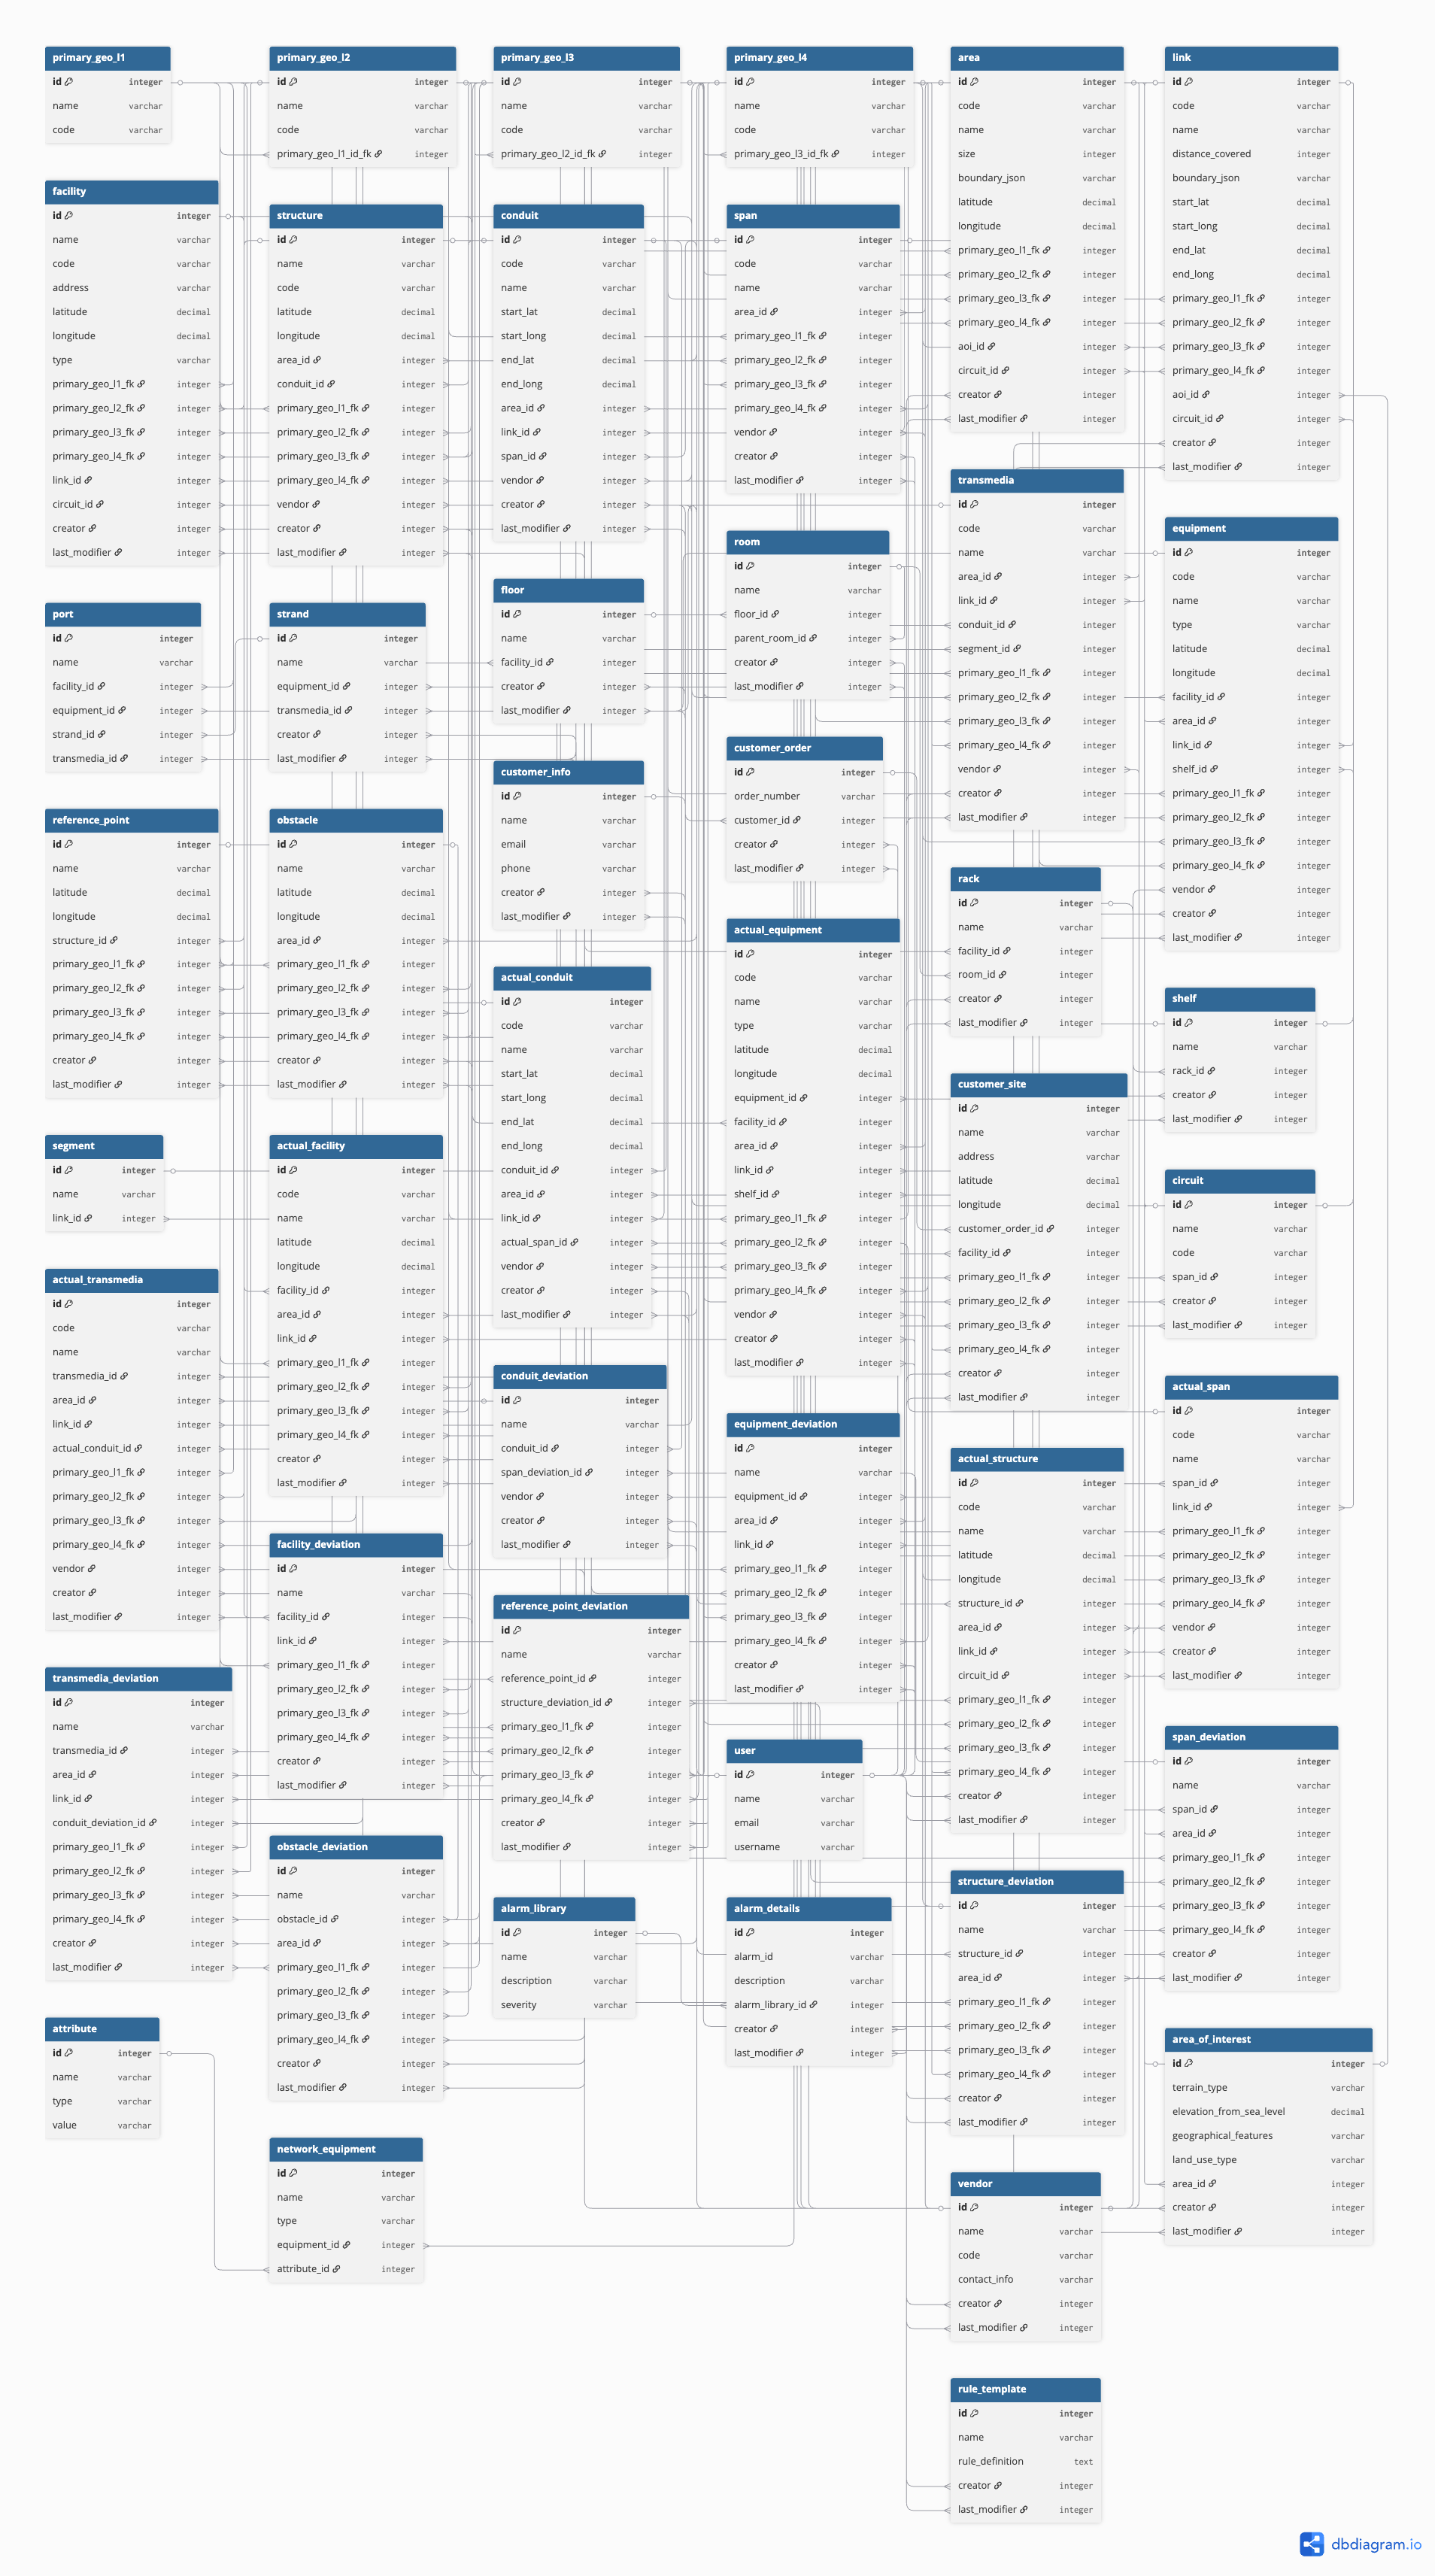 primary_geo_l1
id integer
name varchar
code varchar
primary_geo_l2
id integer
name varchar
code varchar
primary_geo_l1_id_fk integer
primary_geo_l3
id integer
name varchar
code varchar
primary_geo_l2_id_fk integer
primary_geo_l4
id integer
name varchar
code varchar
primary_geo_l3_id_fk integer
area
id integer
code varchar
name varchar
size integer
boundary_json varchar
latitude decimal
longitude decimal
primary_geo_l1_fk integer
primary_geo_l2_fk integer
primary_geo_l3_fk integer
primary_geo_l4_fk integer
aoi_id integer
circuit_id integer
creator integer
last_modifier integer
link
id integer
code varchar
name varchar
distance_covered integer
boundary_json varchar
start_lat decimal
start_long decimal
end_lat decimal
end_long decimal
primary_geo_l1_fk integer
primary_geo_l2_fk integer
primary_geo_l3_fk integer
primary_geo_l4_fk integer
aoi_id integer
circuit_id integer
creator integer
last_modifier integer
facility
id integer
name varchar
code varchar
address varchar
latitude decimal
longitude decimal
type varchar
primary_geo_l1_fk integer
primary_geo_l2_fk integer
primary_geo_l3_fk integer
primary_geo_l4_fk integer
link_id integer
circuit_id integer
creator integer
last_modifier integer
structure
id integer
name varchar
code varchar
latitude decimal
longitude decimal
area_id integer
conduit_id integer
primary_geo_l1_fk integer
primary_geo_l2_fk integer
primary_geo_l3_fk integer
primary_geo_l4_fk integer
vendor integer
creator integer
last_modifier integer
conduit
id integer
code varchar
name varchar
start_lat decimal
start_long decimal
end_lat decimal
end_long decimal
area_id integer
link_id integer
span_id integer
vendor integer
creator integer
last_modifier integer
span
id integer
code varchar
name varchar
area_id integer
primary_geo_l1_fk integer
primary_geo_l2_fk integer
primary_geo_l3_fk integer
primary_geo_l4_fk integer
vendor integer
creator integer
last_modifier integer
transmedia
id integer
code varchar
name varchar
area_id integer
link_id integer
conduit_id integer
segment_id integer
primary_geo_l1_fk integer
primary_geo_l2_fk integer
primary_geo_l3_fk integer
primary_geo_l4_fk integer
vendor integer
creator integer
last_modifier integer
equipment
id integer
code varchar
name varchar
type varchar
latitude decimal
longitude decimal
facility_id integer
area_id integer
link_id integer
shelf_id integer
primary_geo_l1_fk integer
primary_geo_l2_fk integer
primary_geo_l3_fk integer
primary_geo_l4_fk integer
vendor integer
creator integer
last_modifier integer
room
id integer
name varchar
floor_id integer
parent_room_id integer
creator integer
last_modifier integer
floor
id integer
name varchar
facility_id integer
creator integer
last_modifier integer
port
id integer
name varchar
facility_id integer
equipment_id integer
strand_id integer
transmedia_id integer
strand
id integer
name varchar
equipment_id integer
transmedia_id integer
creator integer
last_modifier integer
customer_order
id integer
order_number varchar
customer_id integer
creator integer
last_modifier integer
customer_info
id integer
name varchar
email varchar
phone varchar
creator integer
last_modifier integer
reference_point
id integer
name varchar
latitude decimal
longitude decimal
structure_id integer
primary_geo_l1_fk integer
primary_geo_l2_fk integer
primary_geo_l3_fk integer
primary_geo_l4_fk integer
creator integer
last_modifier integer
obstacle
id integer
name varchar
latitude decimal
longitude decimal
area_id integer
primary_geo_l1_fk integer
primary_geo_l2_fk integer
primary_geo_l3_fk integer
primary_geo_l4_fk integer
creator integer
last_modifier integer
rack
id integer
name varchar
facility_id integer
room_id integer
creator integer
last_modifier integer
actual_equipment
id integer
code varchar
name varchar
type varchar
latitude decimal
longitude decimal
equipment_id integer
facility_id integer
area_id integer
link_id integer
shelf_id integer
primary_geo_l1_fk integer
primary_geo_l2_fk integer
primary_geo_l3_fk integer
primary_geo_l4_fk integer
vendor integer
creator integer
last_modifier integer
actual_conduit
id integer
code varchar
name varchar
start_lat decimal
start_long decimal
end_lat decimal
end_long decimal
conduit_id integer
area_id integer
link_id integer
actual_span_id integer
vendor integer
creator integer
last_modifier integer
shelf
id integer
name varchar
rack_id integer
creator integer
last_modifier integer
customer_site
id integer
name varchar
address varchar
latitude decimal
longitude decimal
customer_order_id integer
facility_id integer
primary_geo_l1_fk integer
primary_geo_l2_fk integer
primary_geo_l3_fk integer
primary_geo_l4_fk integer
creator integer
last_modifier integer
segment
id integer
name varchar
link_id integer
actual_facility
id integer
code varchar
name varchar
latitude decimal
longitude decimal
facility_id integer
area_id integer
link_id integer
primary_geo_l1_fk integer
primary_geo_l2_fk integer
primary_geo_l3_fk integer
primary_geo_l4_fk integer
creator integer
last_modifier integer
circuit
id integer
name varchar
code varchar
span_id integer
creator integer
last_modifier integer
actual_transmedia
id integer
code varchar
name varchar
transmedia_id integer
area_id integer
link_id integer
actual_conduit_id integer
primary_geo_l1_fk integer
primary_geo_l2_fk integer
primary_geo_l3_fk integer
primary_geo_l4_fk integer
vendor integer
creator integer
last_modifier integer
conduit_deviation
id integer
name varchar
conduit_id integer
span_deviation_id integer
vendor integer
creator integer
last_modifier integer
actual_span
id integer
code varchar
name varchar
span_id integer
link_id integer
primary_geo_l1_fk integer
primary_geo_l2_fk integer
primary_geo_l3_fk integer
primary_geo_l4_fk integer
vendor integer
creator integer
last_modifier integer
equipment_deviation
id integer
name varchar
equipment_id integer
area_id integer
link_id integer
primary_geo_l1_fk integer
primary_geo_l2_fk integer
primary_geo_l3_fk integer
primary_geo_l4_fk integer
creator integer
last_modifier integer
actual_structure
id integer
code varchar
name varchar
latitude decimal
longitude decimal
structure_id integer
area_id integer
link_id integer
circuit_id integer
primary_geo_l1_fk integer
primary_geo_l2_fk integer
primary_geo_l3_fk integer
primary_geo_l4_fk integer
creator integer
last_modifier integer
facility_deviation
id integer
name varchar
facility_id integer
link_id integer
primary_geo_l1_fk integer
primary_geo_l2_fk integer
primary_geo_l3_fk integer
primary_geo_l4_fk integer
creator integer
last_modifier integer
reference_point_deviation
id integer
name varchar
reference_point_id integer
structure_deviation_id integer
primary_geo_l1_fk integer
primary_geo_l2_fk integer
primary_geo_l3_fk integer
primary_geo_l4_fk integer
creator integer
last_modifier integer
transmedia_deviation
id integer
name varchar
transmedia_id integer
area_id integer
link_id integer
conduit_deviation_id integer
primary_geo_l1_fk integer
primary_geo_l2_fk integer
primary_geo_l3_fk integer
primary_geo_l4_fk integer
creator integer
last_modifier integer
user
id integer
name varchar
email varchar
username varchar
span_deviation
id integer
name varchar
span_id integer
area_id integer
primary_geo_l1_fk integer
primary_geo_l2_fk integer
primary_geo_l3_fk integer
primary_geo_l4_fk integer
creator integer
last_modifier integer
obstacle_deviation
id integer
name varchar
obstacle_id integer
area_id integer
primary_geo_l1_fk integer
primary_geo_l2_fk integer
primary_geo_l3_fk integer
primary_geo_l4_fk integer
creator integer
last_modifier integer
structure_deviation
id integer
name varchar
structure_id integer
area_id integer
primary_geo_l1_fk integer
primary_geo_l2_fk integer
primary_geo_l3_fk integer
primary_geo_l4_fk integer
creator integer
last_modifier integer
alarm_library
id integer
name varchar
description varchar
severity varchar
alarm_details
id integer
alarm_id varchar
description varchar
alarm_library_id integer
creator integer
last_modifier integer
attribute
id integer
name varchar
type varchar
value varchar
area_of_interest
id integer
terrain_type varchar
elevation_from_sea_level decimal
geographical_features varchar
land_use_type varchar
area_id integer
creator integer
last_modifier integer
network_equipment
id integer
name varchar
type varchar
equipment_id integer
attribute_id integer
vendor
id integer
name varchar
code varchar
contact_info varchar
creator integer
last_modifier integer
rule_template
id integer
name varchar
rule_definition text
creator integer
last_modifier integer
dbdiagram.io